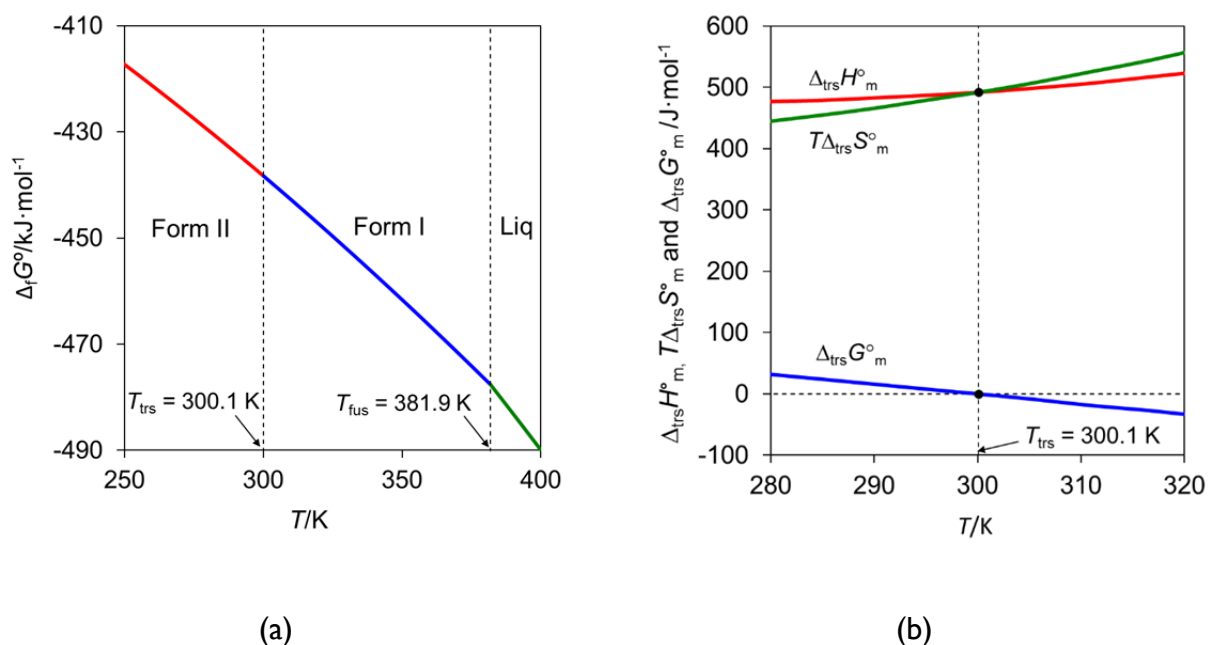 -410
-430
-450
-470
-490
ΔfG°/kJ·mol⁻¹
Form II
Form I
Liq
Ttrs = 300.1 K
Tfus = 381.9 K
250
300
350
400
T/K
(a)
600
500
400
300
200
100
0
-100
ΔtrsH°m, TΔtrsS°m and ΔtrsG°m /J·mol⁻¹
ΔtrsH°m
TΔtrsS°m
ΔtrsG°m
Ttrs = 300.1 K
280
290
300
310
320
T/K
(b)